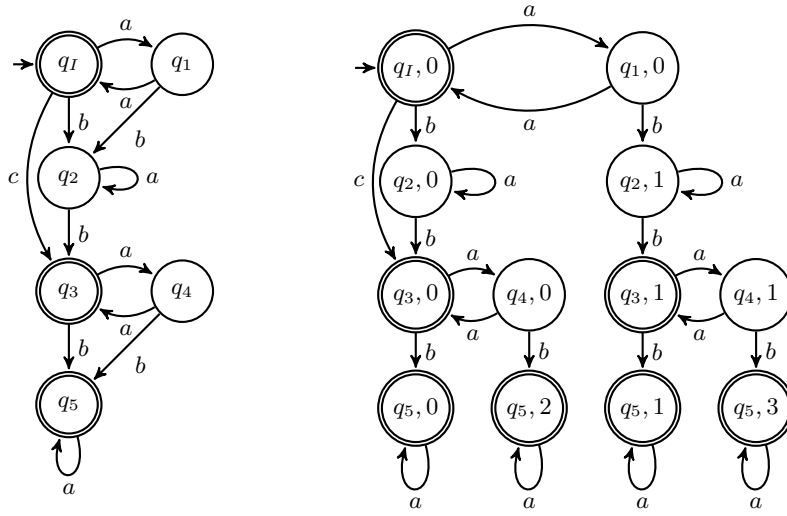 a a
q_I q_1 q_I, 0 q_1, 0
a a
b b b b
c q_2 a c q_2, 0 a q_2, 1 a
b b b
a a a
q_3 q_4 q_3, 0 q_4, 0 q_3, 1 q_4, 1
a a a
b b b b b b
q_5 q_5, 0 q_5, 2 q_5, 1 q_5, 3
a a a a a